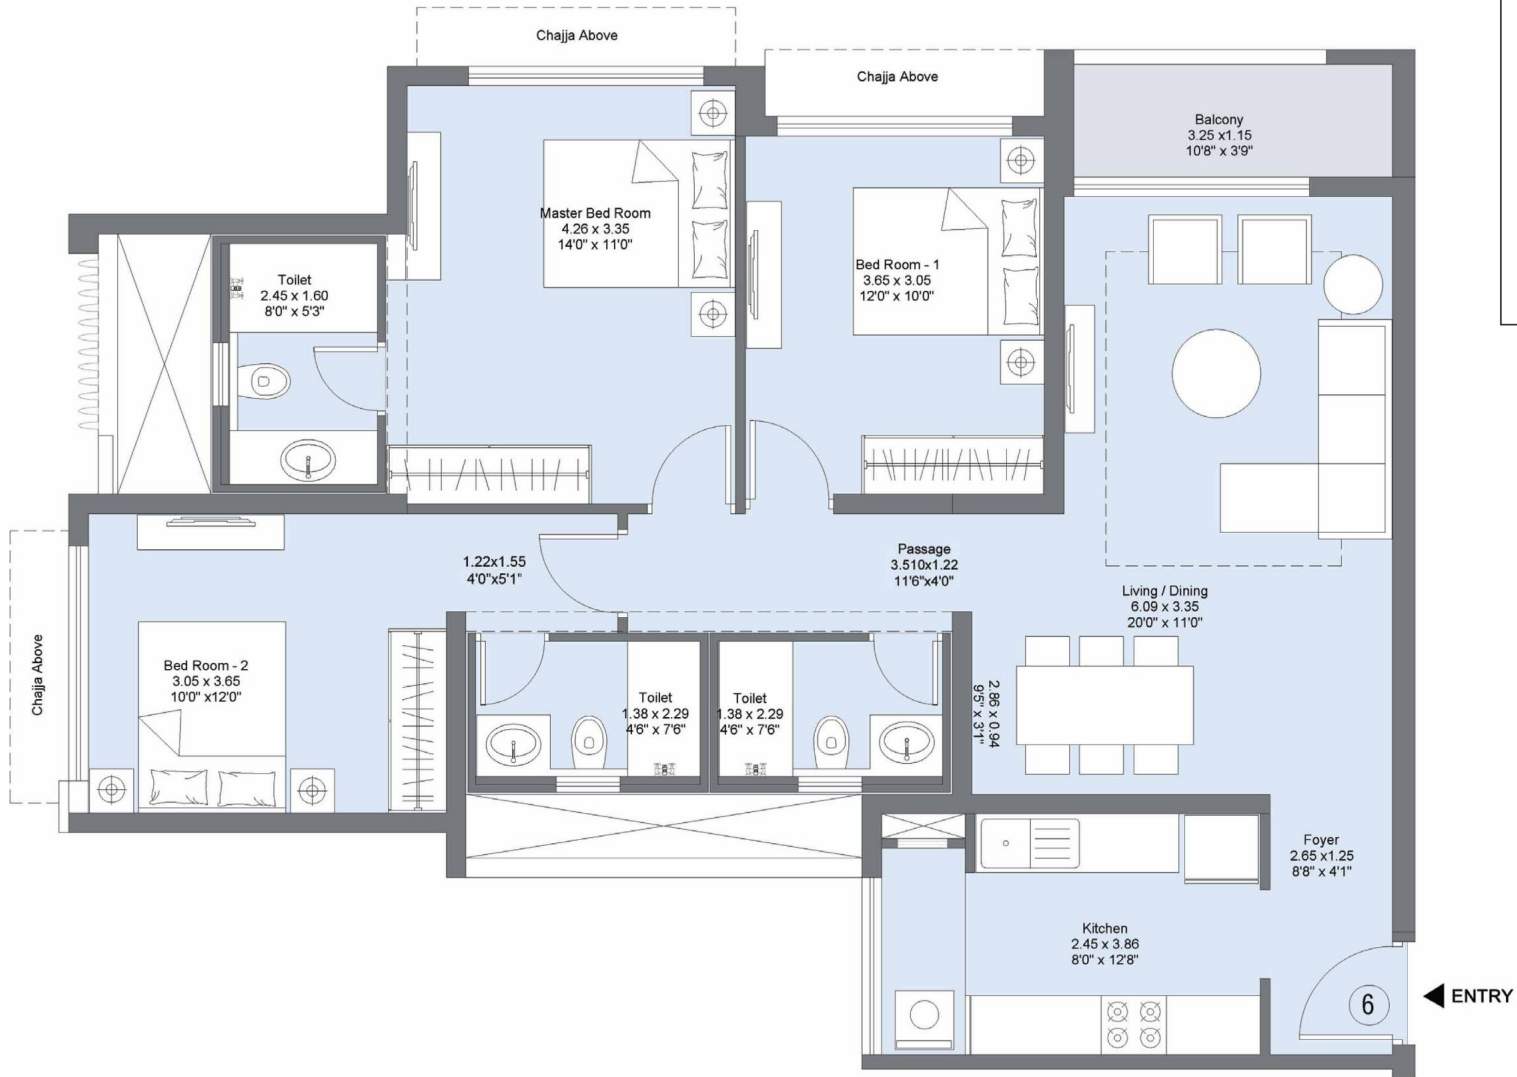 Chajja Above
Chajja Above
Balcony
3.25 x1.15
10'8" x 3'9"
Master Bed Room
4.26 x 3.35
14'0" x 11'0"
Bed Room - 1
3.65 x 3.05
12'0" x 10'0"
Toilet
2.45 x 1.60
8'0" x 5'3"
1.22x1.55
4'0"x5'1"
Passage
3.510x1.22
11'6"x4'0"
Living / Dining
6.09 x 3.35
20'0" x 11'0"
Chajja Above
Bed Room - 2
3.05 x 3.65
10'0" x12'0"
Toilet
1.38 x 2.29
4'6" x 7'6"
Toilet
1.38 x 2.29
4'6" x 7'6"
2.86 x 0.94
9'5" x 3'1"
Foyer
2.65 x1.25
8'8" x 4'1"
Kitchen
2.45 x 3.86
8'0" x 12'8"
6
ENTRY